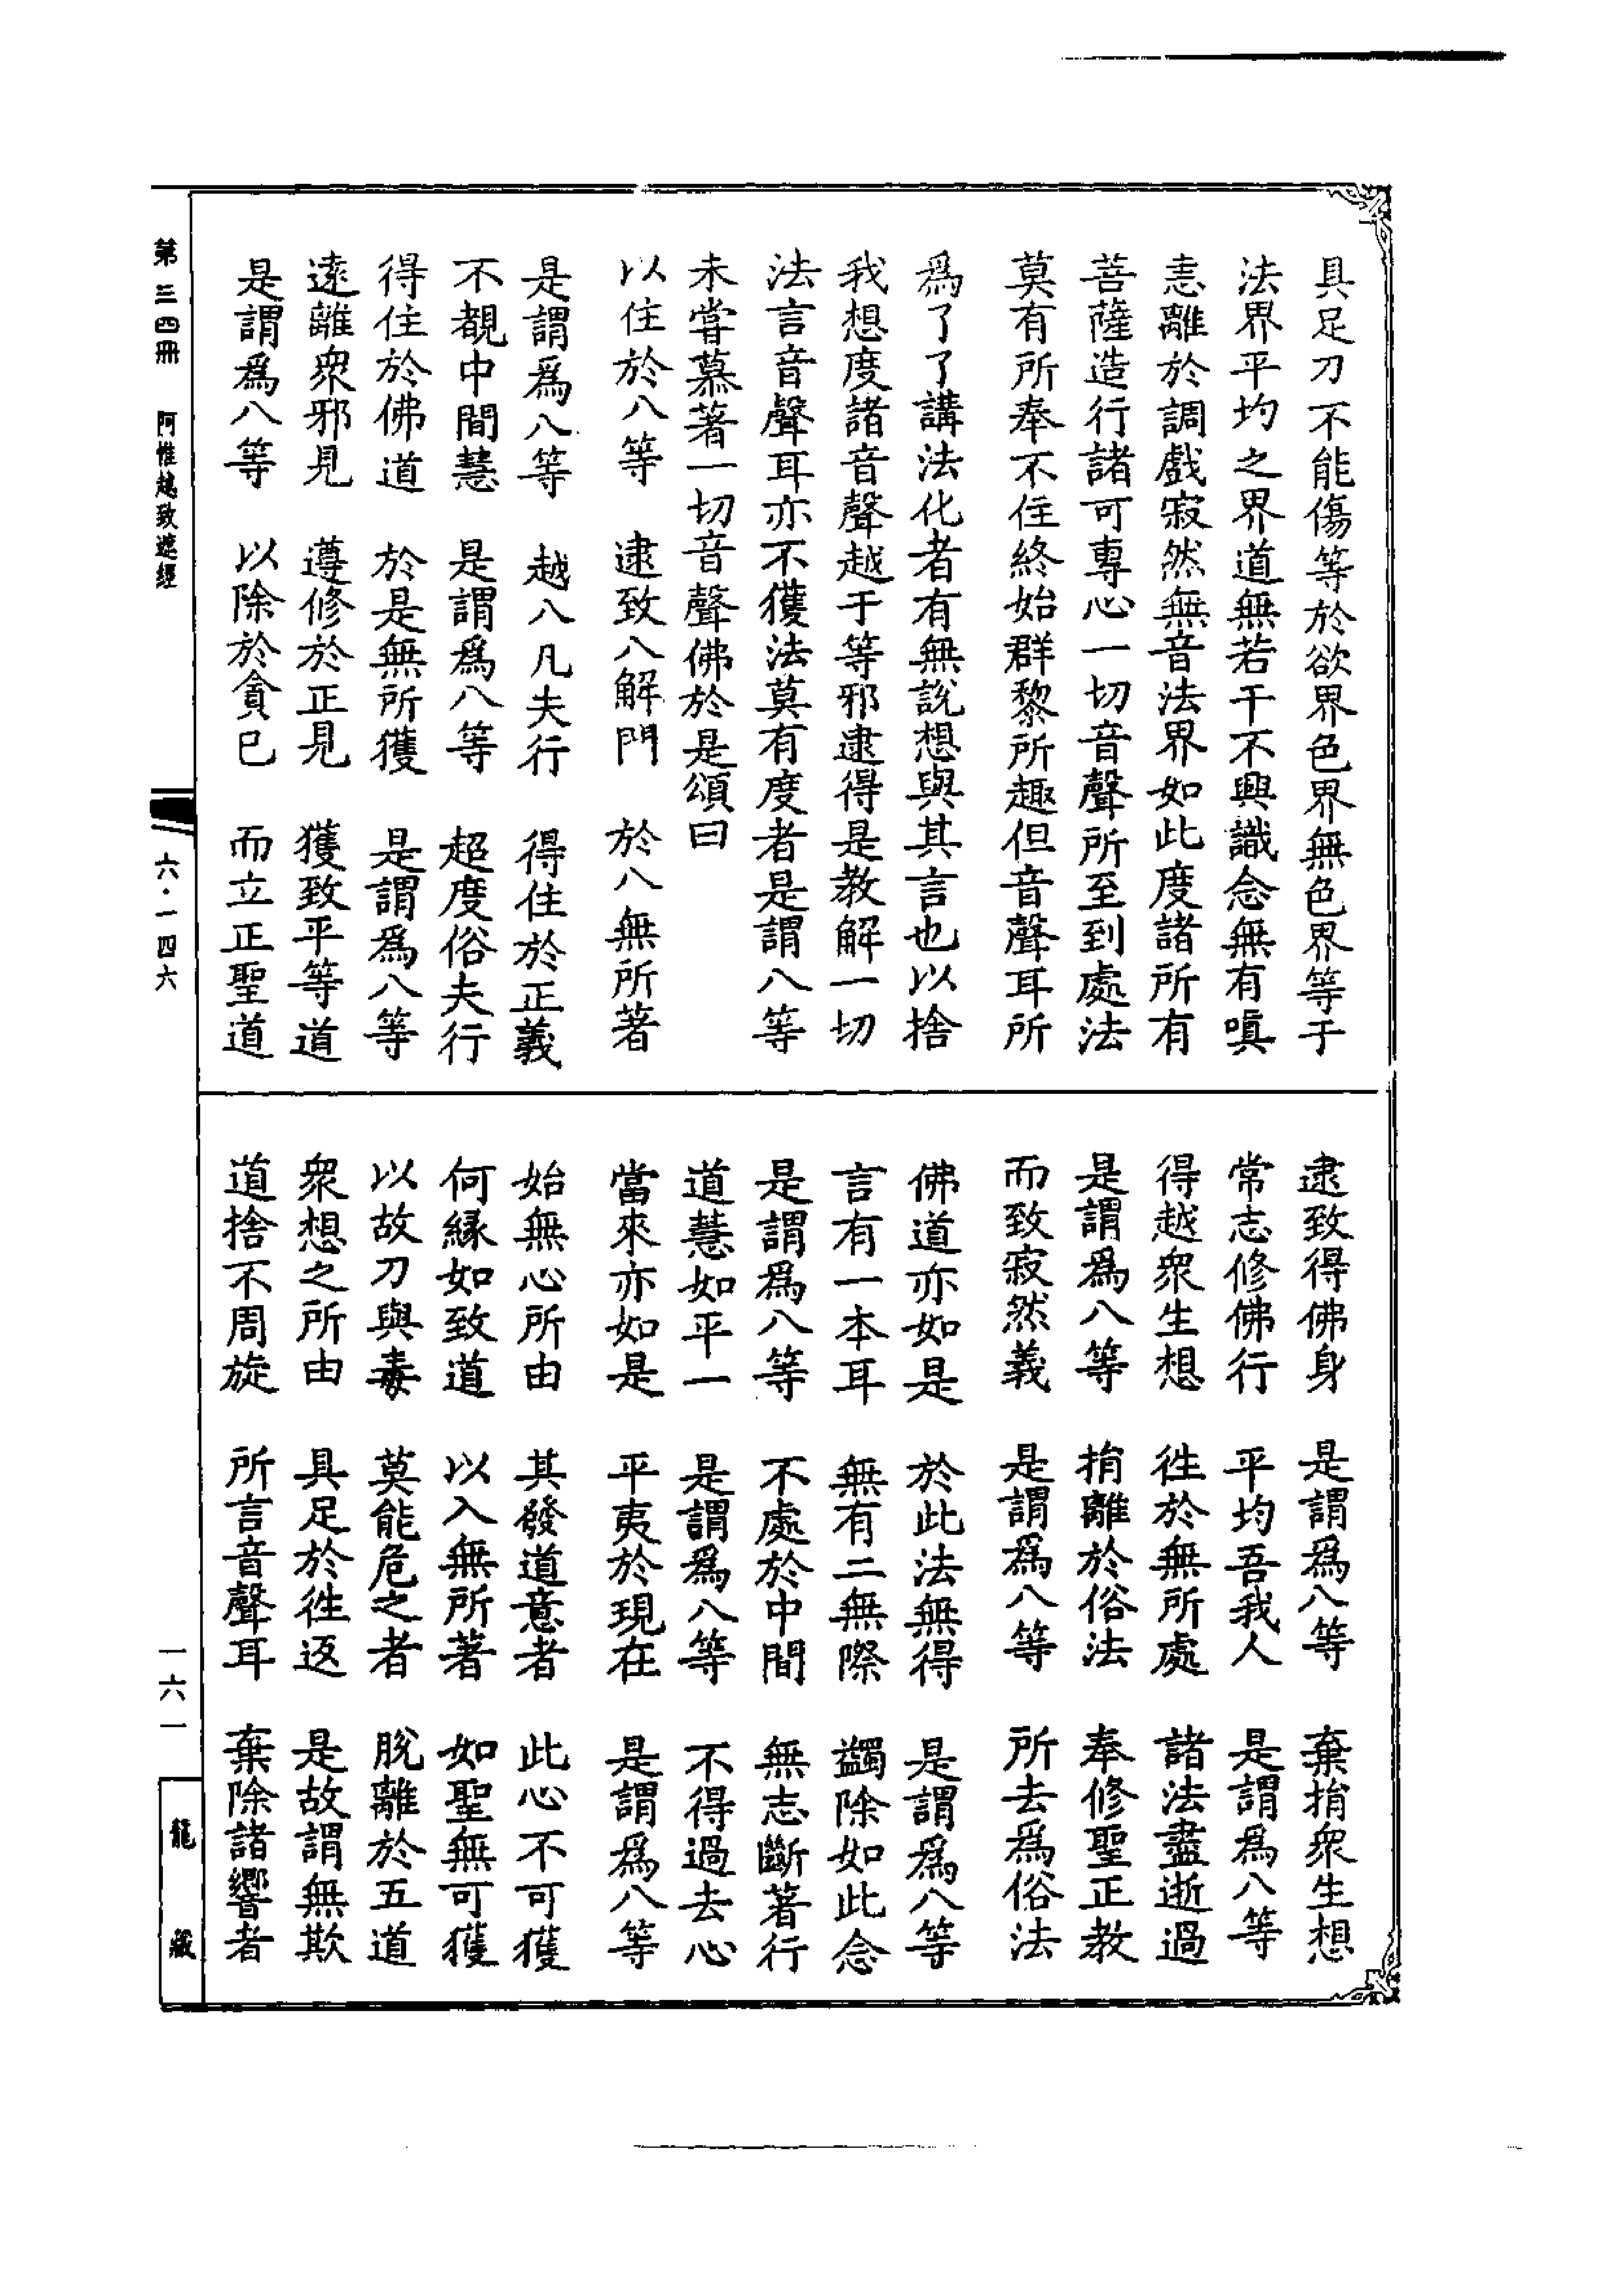 具足刀不能傷等於欲界色界無色界等于
法界平均之界道無若干不興識念無有嗔
恚離於調戲寂然無音法界如此度諸所有
菩薩造行諸可專心一切音聲所至到處法
莫有所奉不住終始群黎所趣但音聲耳所
爲了了講法化者有無說想與其言也以捨
我想度諸音聲越于等邪逮得是教解一切
法言音聲耳亦不獲法莫有度者是謂八等
未嘗慕著一切音聲佛於是頌曰
以住於八等　逮致八解門　於八無所著
是謂爲八等　越八凡夫行　得住於正義
不覩中間慧　是謂爲八等　超度俗夫行
得住於佛道　於是無所獲　是謂爲八等
遠離衆邪見　遵修於正見　獲致平等道
是謂爲八等　以除於貪已　而立正聖道
逮致得佛身　是謂爲八等　棄捐衆生想
常志修佛行　平均吾我人　是謂爲八等
得越衆生想　徃於無所處　諸法盡逝過
是謂爲八等　捐離於俗法　奉修聖正教
而致寂然義　是謂爲八等　所去爲俗法
佛道亦如是　於此法無得　是謂爲八等
言有一本耳　無有二無際　蠲除如此念
是謂爲八等　不處於中間　無志斷著行
道慧如平一　是謂爲八等　不得過去心
當來亦如是　平夷於現在　是謂爲八等
始無心所由　其發道意者　此心不可獲
何縁如致道　以入無所著　如聖無可獲
以故刀與毒　莫能危之者　脫離於五道
衆想之所由　具足於徃返　是故謂無欺
道捨不周旋　所言音聲耳　棄除諸響者
第三四冊　阿惟越致遮經
六・一四六
一六一
龍藏